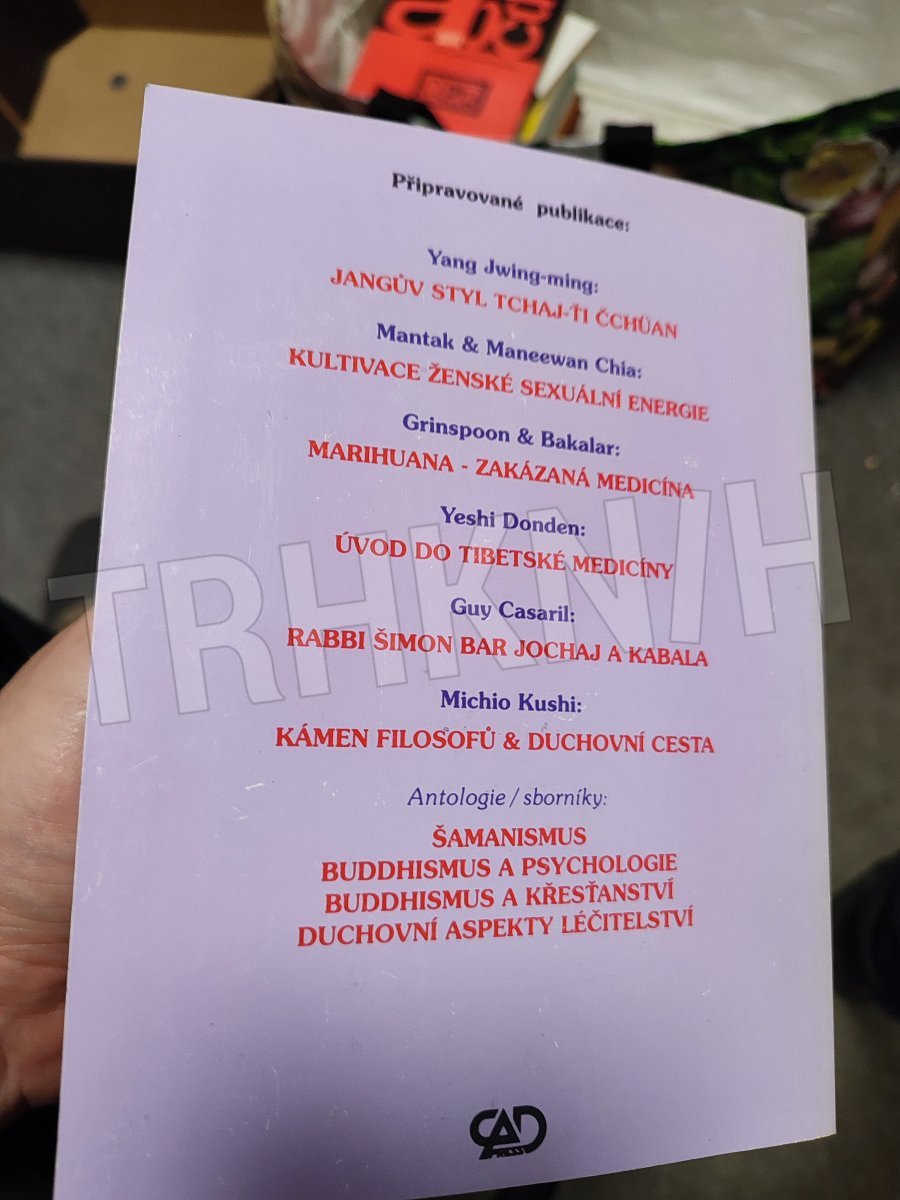 Připravované publikace:
Yang Jwing-ming:
JANGŮV STYL TCHAJ-ŤI ČCHÜAN
Mantak & Maneewan Chia:
KULTIVACE ŽENSKÉ SEXUÁLNÍ ENERGIE
Grinspoon & Bakalar:
MARIHUANA - ZAKÁZANÁ MEDICÍNA
Yeshi Donden:
ÚVOD DO TIBETSKÉ MEDICÍNY
Guy Casaril:
RABBI ŠIMON BAR JOCHAJ A KABALA
Michio Kushi:
KÁMEN FILOSOFŮ & DUCHOVNÍ CESTA
Antologie / sborníky:
ŠAMANISMUS
BUDDHISMUS A PSYCHOLOGIE
BUDDHISMUS A KŘESŤANSTVÍ
DUCHOVNÍ ASPEKTY LÉČITELSTVÍ
CAD
PRESS
TRHKNIH